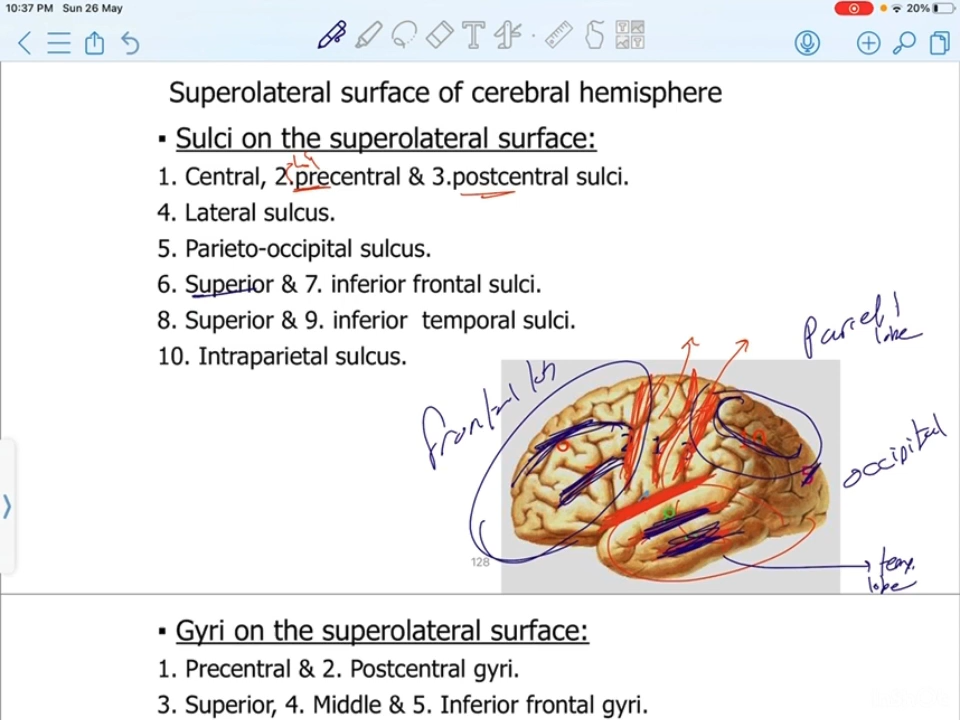 10:37 PM Sun 26 May
20%
Superolateral surface of cerebral hemisphere
▪ Sulci on the superolateral surface:
1. Central, 2.precentral & 3.postcentral sulci.
4. Lateral sulcus.
5. Parieto-occipital sulcus.
6. Superior & 7. inferior frontal sulci.
8. Superior & 9. inferior temporal sulci.
10. Intraparietal sulcus.
lobe
frontal
occipital
temp.
lobe
128
▪ Gyri on the superolateral surface:
1. Precentral & 2. Postcentral gyri.
3. Superior, 4. Middle & 5. Inferior frontal gyri.